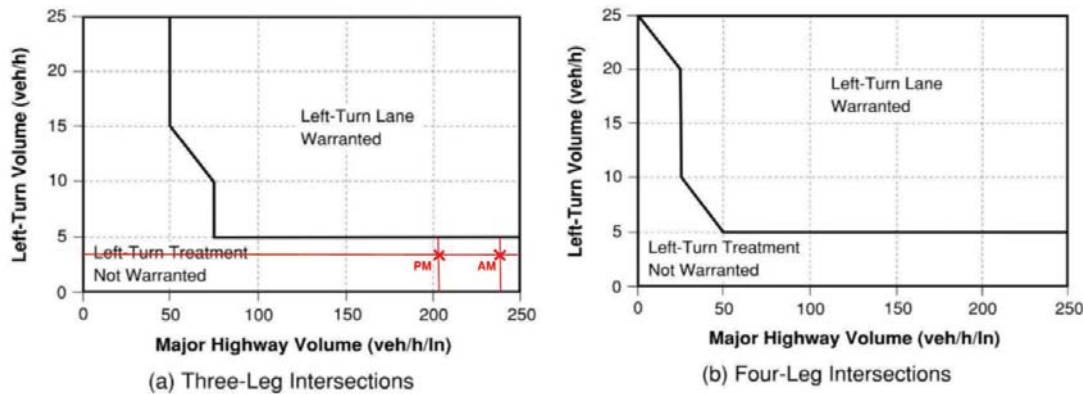 25
20
15
10
5
0
Left-Turn Volume (veh/h)
Left-Turn Lane
Warranted
Left-Turn Treatment
Not Warranted
PM
AM
0 50 100 150 200 250
Major Highway Volume (veh/h/ln)
(a) Three-Leg Intersections
25
20
15
10
5
0
Left-Turn Volume (veh/h)
Left-Turn Lane
Warranted
Left-Turn Treatment
Not Warranted
0 50 100 150 200 250
Major Highway Volume (veh/h/ln)
(b) Four-Leg Intersections